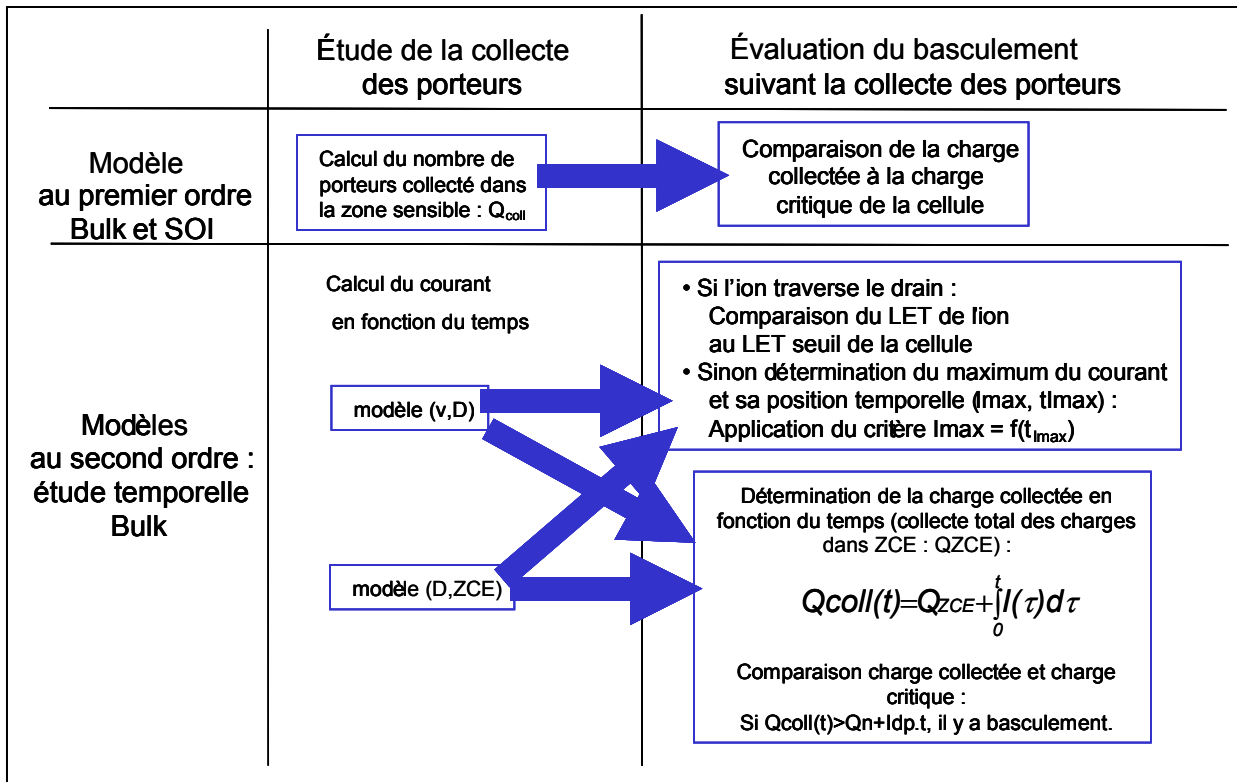 Étude de la collecte
des porteurs
Évaluation du basculement
suivant la collecte des porteurs
Modèle
au premier ordre
Bulk et SOI
Calcul du nombre de
porteurs collecté dans
la zone sensible : Qcoll
Comparaison de la charge
collectée à la charge
critique de la cellule
Modèles
au second ordre :
étude temporelle
Bulk
Calcul du courant
en fonction du temps
modèle (v,D)
modèle (D,ZCE)
• Si l'ion traverse le drain :
Comparaison du LET de l'ion
au LET seuil de la cellule
• Sinon détermination du maximum du courant
et sa position temporelle (Imax, tImax) :
Application du critère Imax = f(tImax)
Détermination de la charge collectée en
fonction du temps (collecte total des charges
dans ZCE : QZCE) :
Qcoll(t)=QZCE+∫0t I(τ)dτ
Comparaison charge collectée et charge
critique :
Si Qcoll(t)>Qn+Idp.t, il y a basculement.